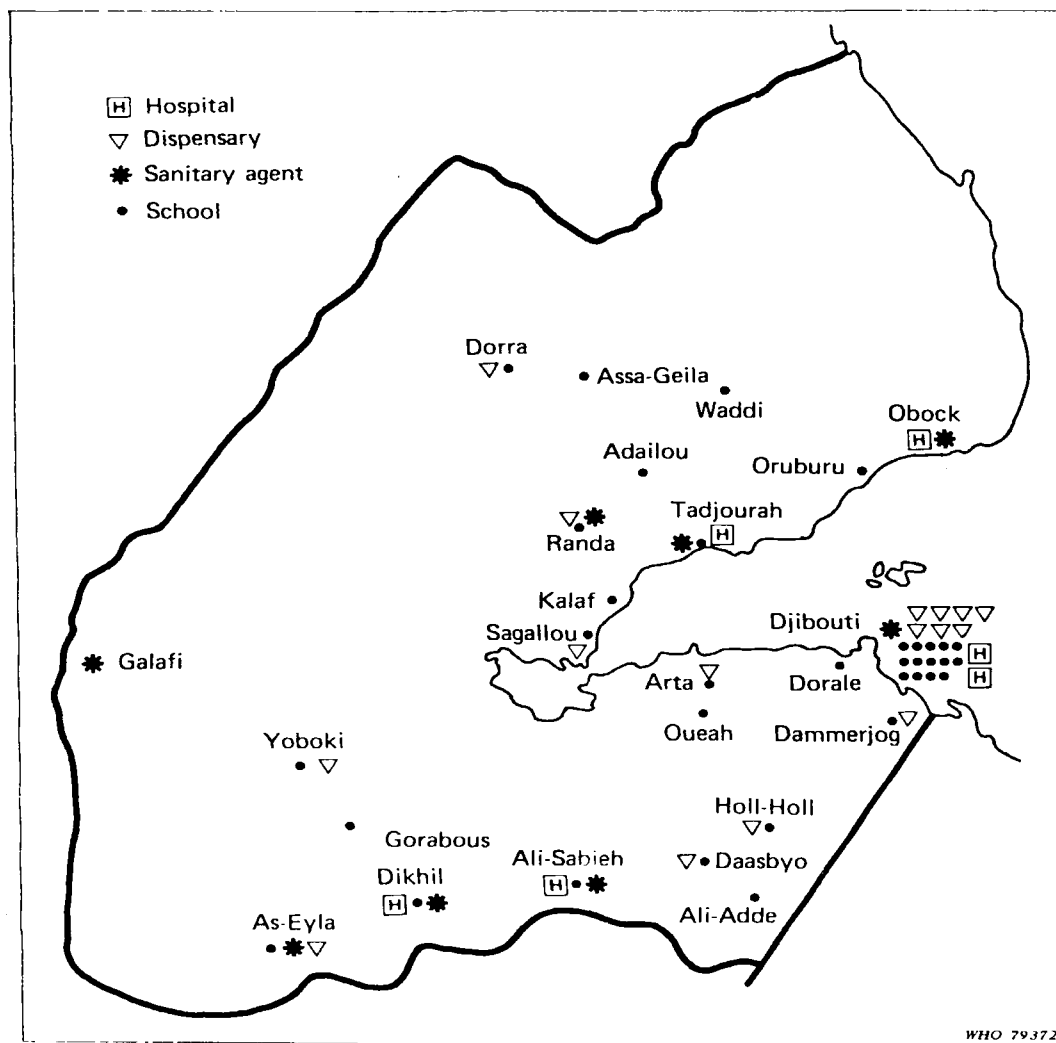 H Hospital
Dispensary
Sanitary agent
School
Dorra
Assa-Geila
Waddi
Obock
H
Adailou
Oruburu
Tadjourah
H
Randa
Kalaf
Djibouti
Sagallou
H
Galafi
Arta
Dorale
H
Oueah
Dammerjog
Yoboki
Holl-Holl
Gorabous
Ali-Sabieh
Daasbyo
Dikhil
H
H
Ali-Adde
As-Eyla
WHO 79372